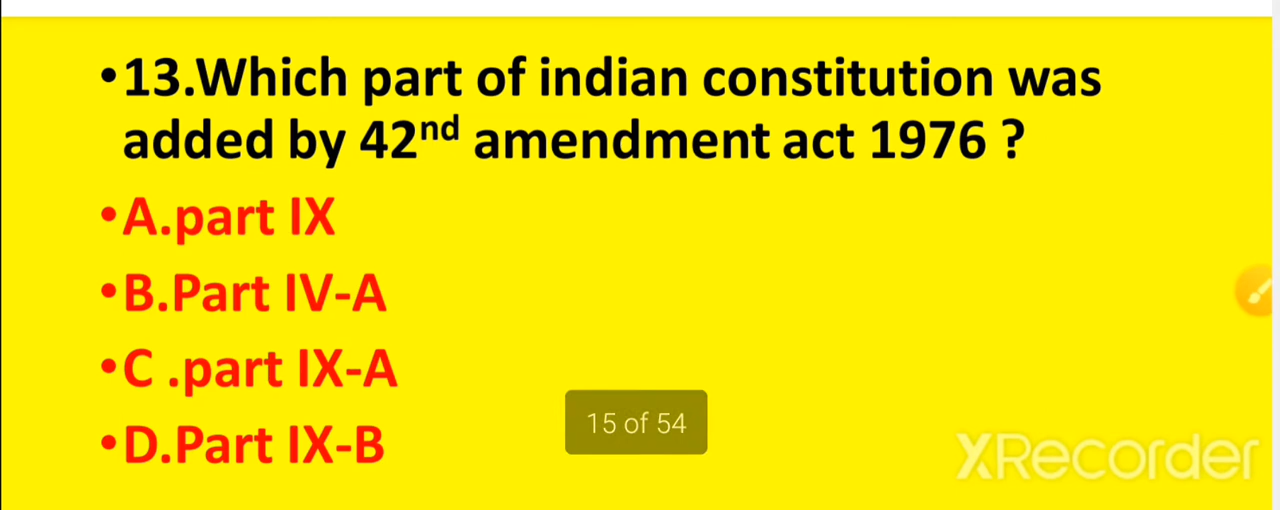 •13.Which part of indian constitution was
added by 42nd amendment act 1976 ?
•A.part IX
•B.Part IV-A
•C .part IX-A
•D.Part IX-B
15 of 54
XRecorder